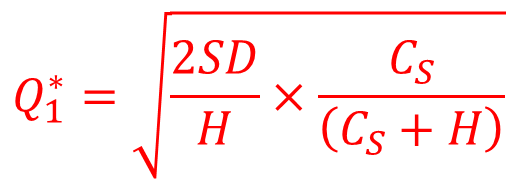 Q₁* = √(2SD/H × C_S/(C_S + H))